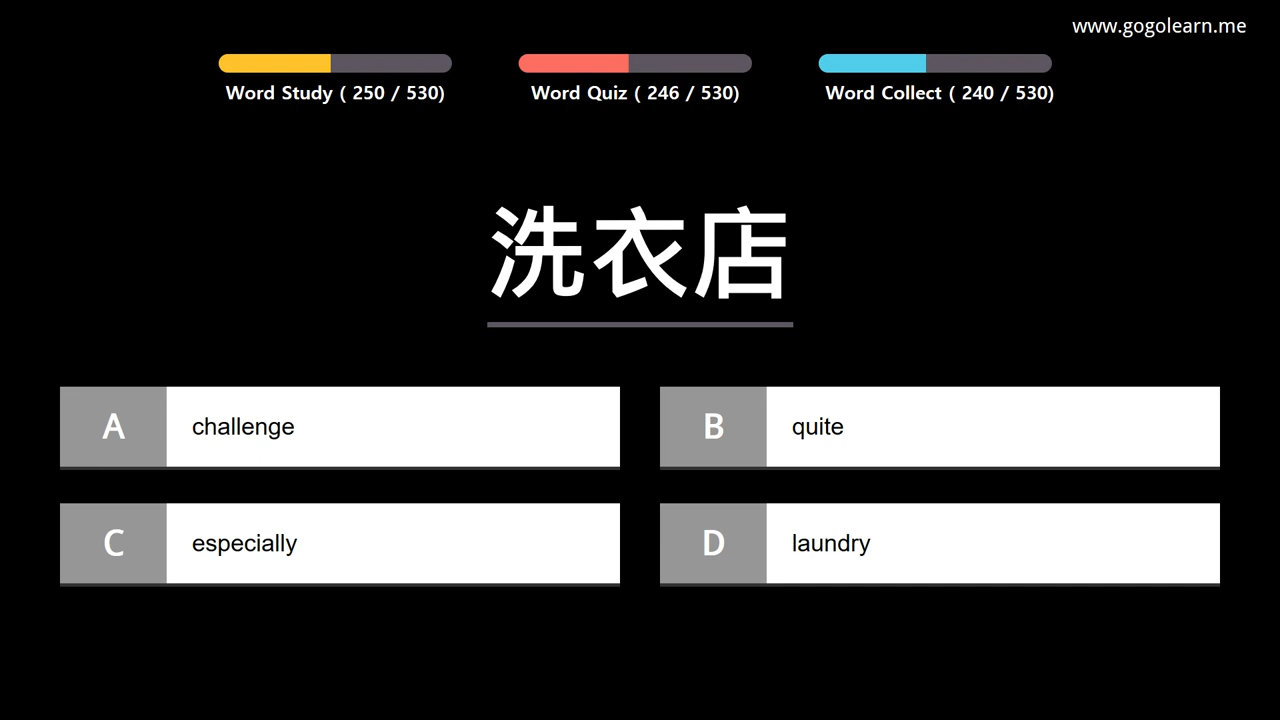 www.gogolearn.me
Word Study ( 250 / 530)
Word Quiz ( 246 / 530)
Word Collect ( 240 / 530)
洗衣店
A challenge
B quite
C especially
D laundry